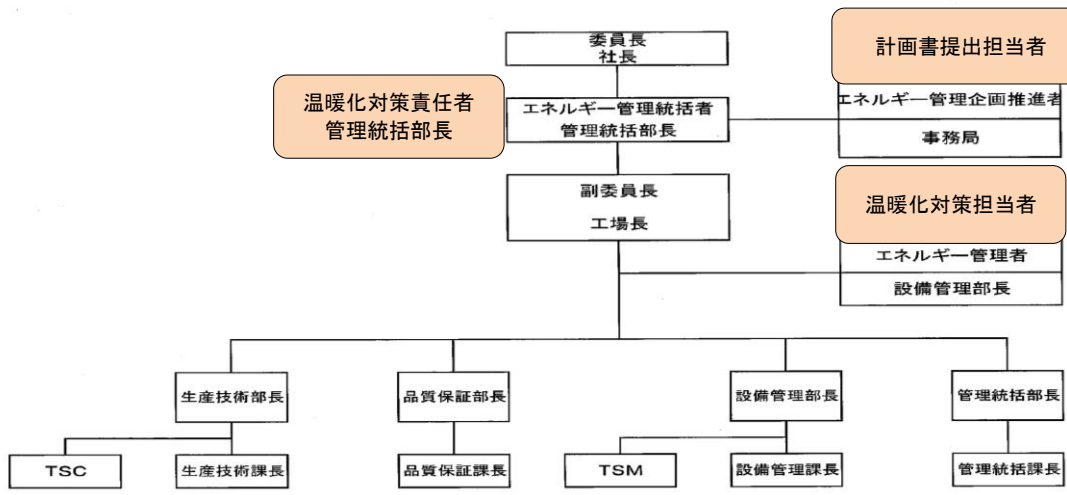 委員長
社長
計画書提出担当者
温暖化対策責任者
管理統括部長
エネルギー管理統括者
管理統括部長
エネルギー管理企画推進者
事務局
副委員長
工場長
温暖化対策担当者
エネルギー管理者
設備管理部長
生産技術部長
品質保証部長
設備管理部長
管理統括部長
TSC
生産技術課長
品質保証課長
TSM
設備管理課長
管理統括課長